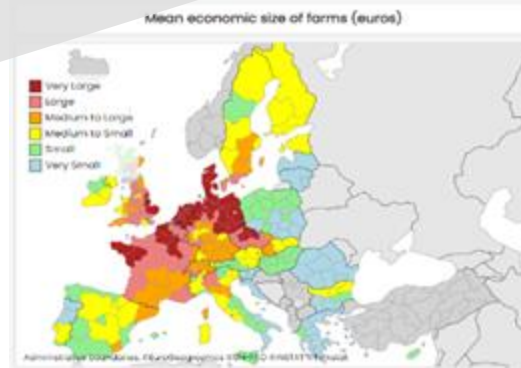 Mean economic size of farms (euros)
Very Large
Large
Medium to Large
Medium to Small
Small
Very Small
Administrative boundaries: ©EuroGeographics